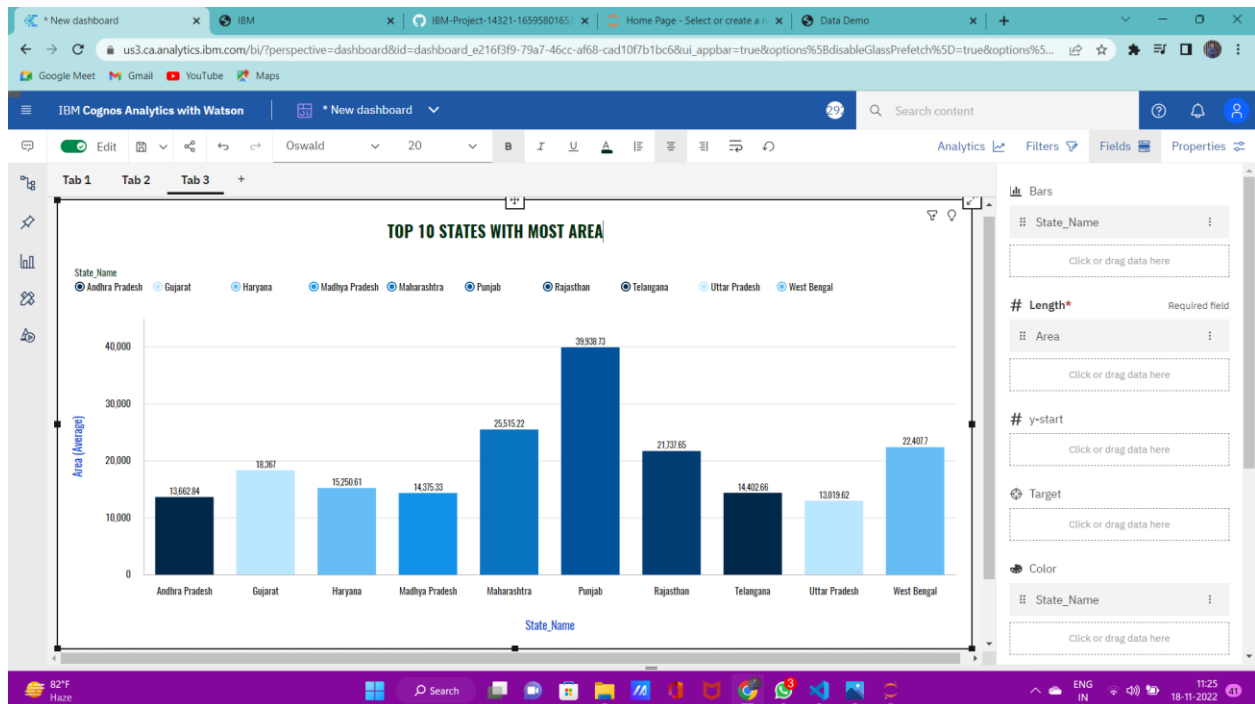 * New dashboard
IBM
IBM-Project-14321-1659580165/
Home Page - Select or create a n
Data Demo
us3.ca.analytics.ibm.com/bi/?perspective=dashboard&id=dashboard_e216f3f9-79a7-46cc-af68-cad10f7b1bc6&ui_appbar=true&options%5BdisableGlassPrefetch%5D=true&options%5...
Google Meet Gmail YouTube Maps
IBM Cognos Analytics with Watson * New dashboard Search content
Edit Oswald 20 B I U A Analytics Filters Fields Properties
Tab 1 Tab 2 Tab 3 +
TOP 10 STATES WITH MOST AREA
State_Name
Andhra Pradesh Gujarat Haryana Madhya Pradesh Maharashtra Punjab Rajasthan Telangana Uttar Pradesh West Bengal
Area (Average)
40,000
30,000
20,000
10,000
0
13,662.84
18,367
15,250.61
14,375.33
25,515.22
39,938.73
21,737.65
14,402.66
13,019.62
22,407.7
Andhra Pradesh Gujarat Haryana Madhya Pradesh Maharashtra Punjab Rajasthan Telangana Uttar Pradesh West Bengal
State_Name
Bars
State_Name
Click or drag data here
# Length* Required field
Area
Click or drag data here
# y-start
Click or drag data here
Target
Click or drag data here
Color
State_Name
Click or drag data here
82°F
Haze
Search
3
ENG
IN
11:25
18-11-2022
41